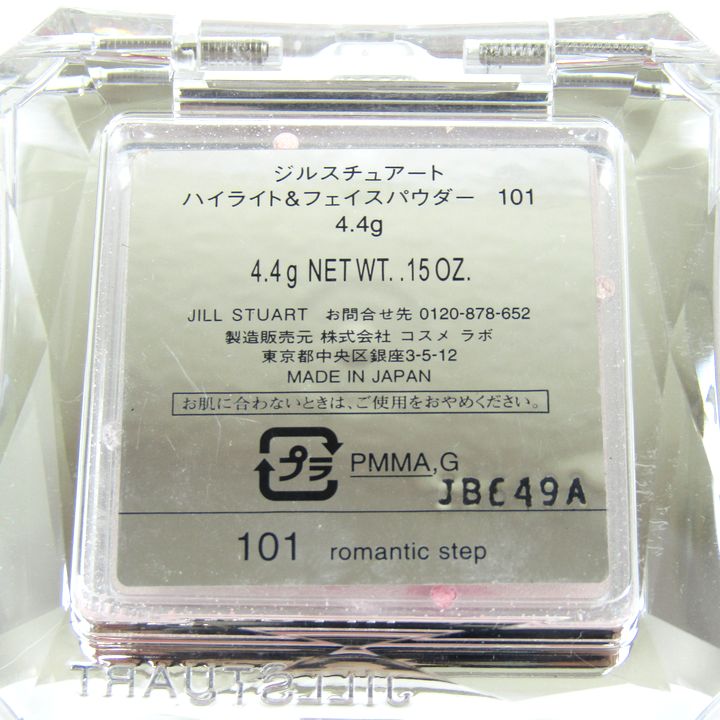 ジルスチュアート
ハイライト&フェイスパウダー 101
4.4g
4.4g NET WT. .15 OZ.
JILL STUART お問合せ先 0120-878-652
製造販売元 株式会社 コスメ ラボ
東京都中央区銀座3-5-12
MADE IN JAPAN
お肌に合わないときは、ご使用をおやめください。
プラ PMMA,G
101 romantic step
JILL STUART